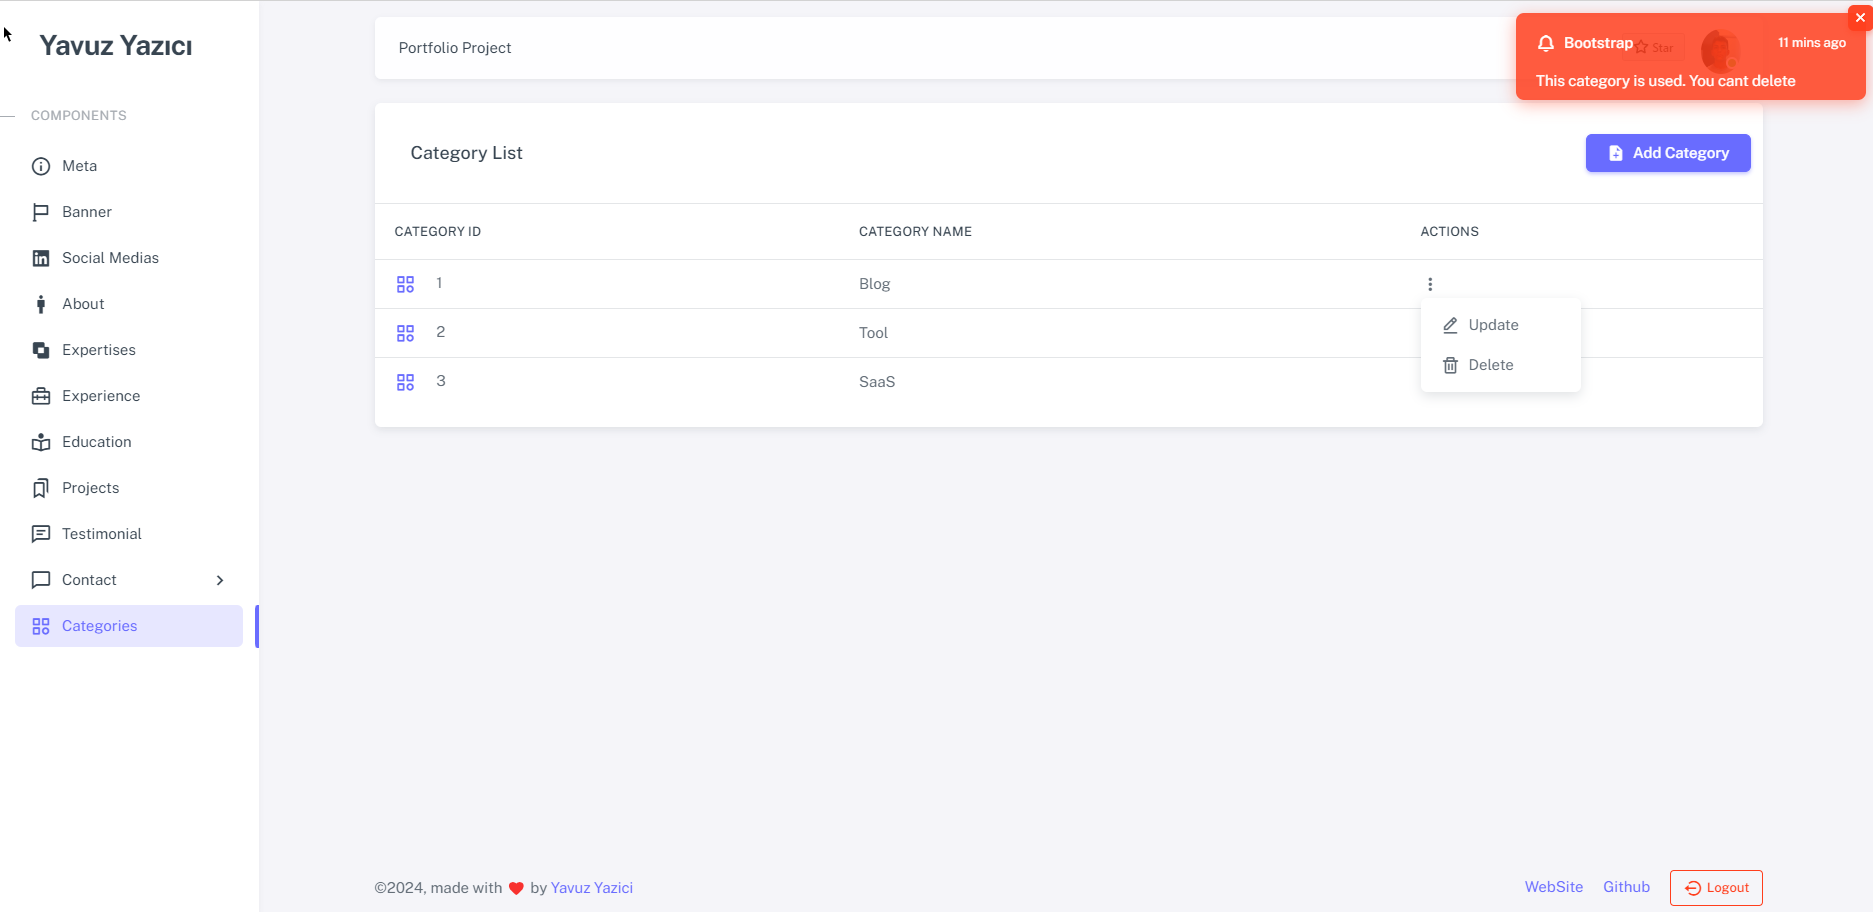 Yavuz Yazıcı
COMPONENTS
Meta
Banner
Social Medias
About
Expertises
Experience
Education
Projects
Testimonial
Contact
Categories
Portfolio Project
Star
Bootstrap
11 mins ago
This category is used. You cant delete
Category List
Add Category
CATEGORY ID CATEGORY NAME ACTIONS
1 Blog
2 Tool
3 SaaS
Update
Delete
©2024, made with by Yavuz Yazici
WebSite Github Logout